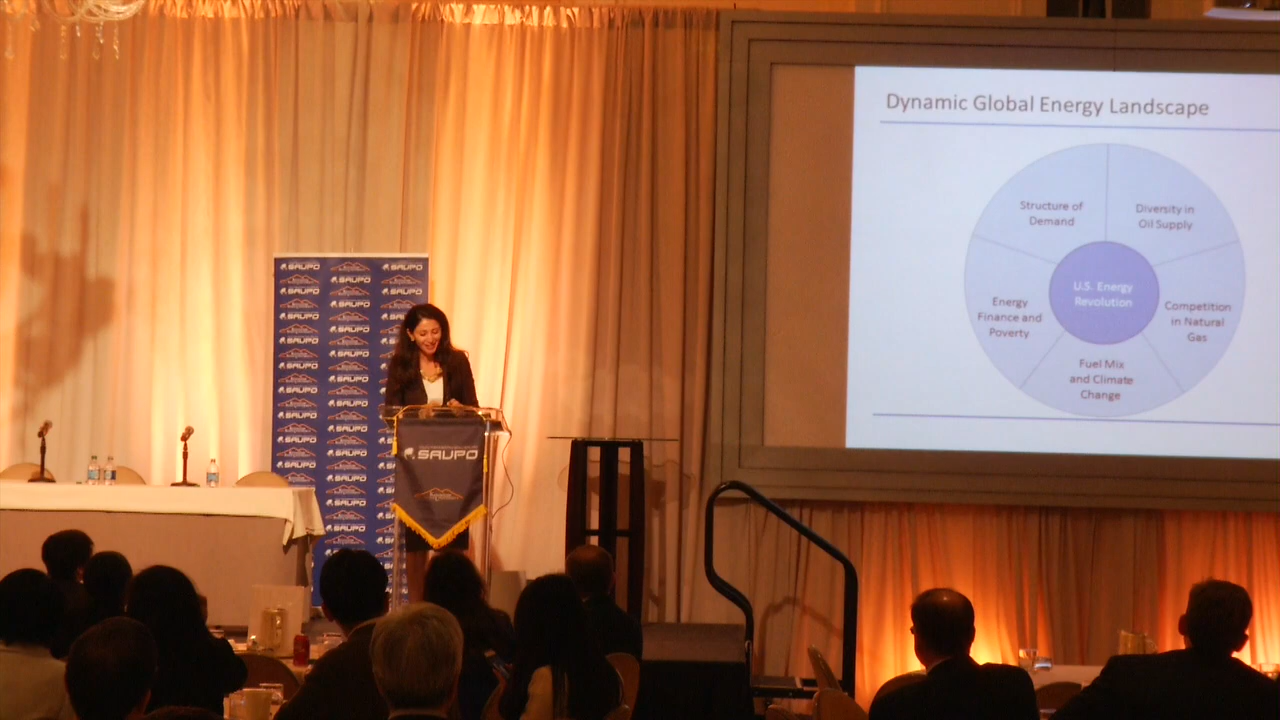 Dynamic Global Energy Landscape
Structure of
Demand
Diversity in
Oil Supply
U.S. Energy
Revolution
Energy
Finance and
Poverty
Competition
in Natural
Gas
Fuel Mix
and Climate
Change
SAUPO